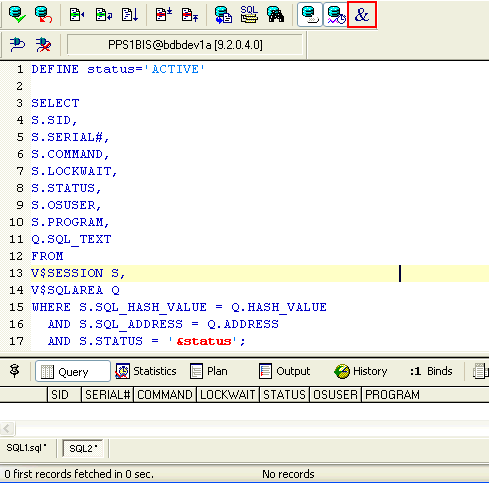 SQL
&
PPS1BIS@bdbdev1a [9.2.0.4.0]
1 DEFINE status='ACTIVE'
2
3 SELECT
4 S.SID,
5 S.SERIAL#,
6 S.COMMAND,
7 S.LOCKWAIT,
8 S.STATUS,
9 S.OSUSER,
10 S.PROGRAM,
11 Q.SQL_TEXT
12 FROM
13 V$SESSION S,
14 V$SQLAREA Q
15 WHERE S.SQL_HASH_VALUE = Q.HASH_VALUE
16 AND S.SQL_ADDRESS = Q.ADDRESS
17 AND S.STATUS = '&status';
Query Statistics Plan Output History :1 Binds
SID SERIAL# COMMAND LOCKWAIT STATUS OSUSER PROGRAM
SQL1.sql * SQL2 *
0 first records fetched in 0 sec. No records